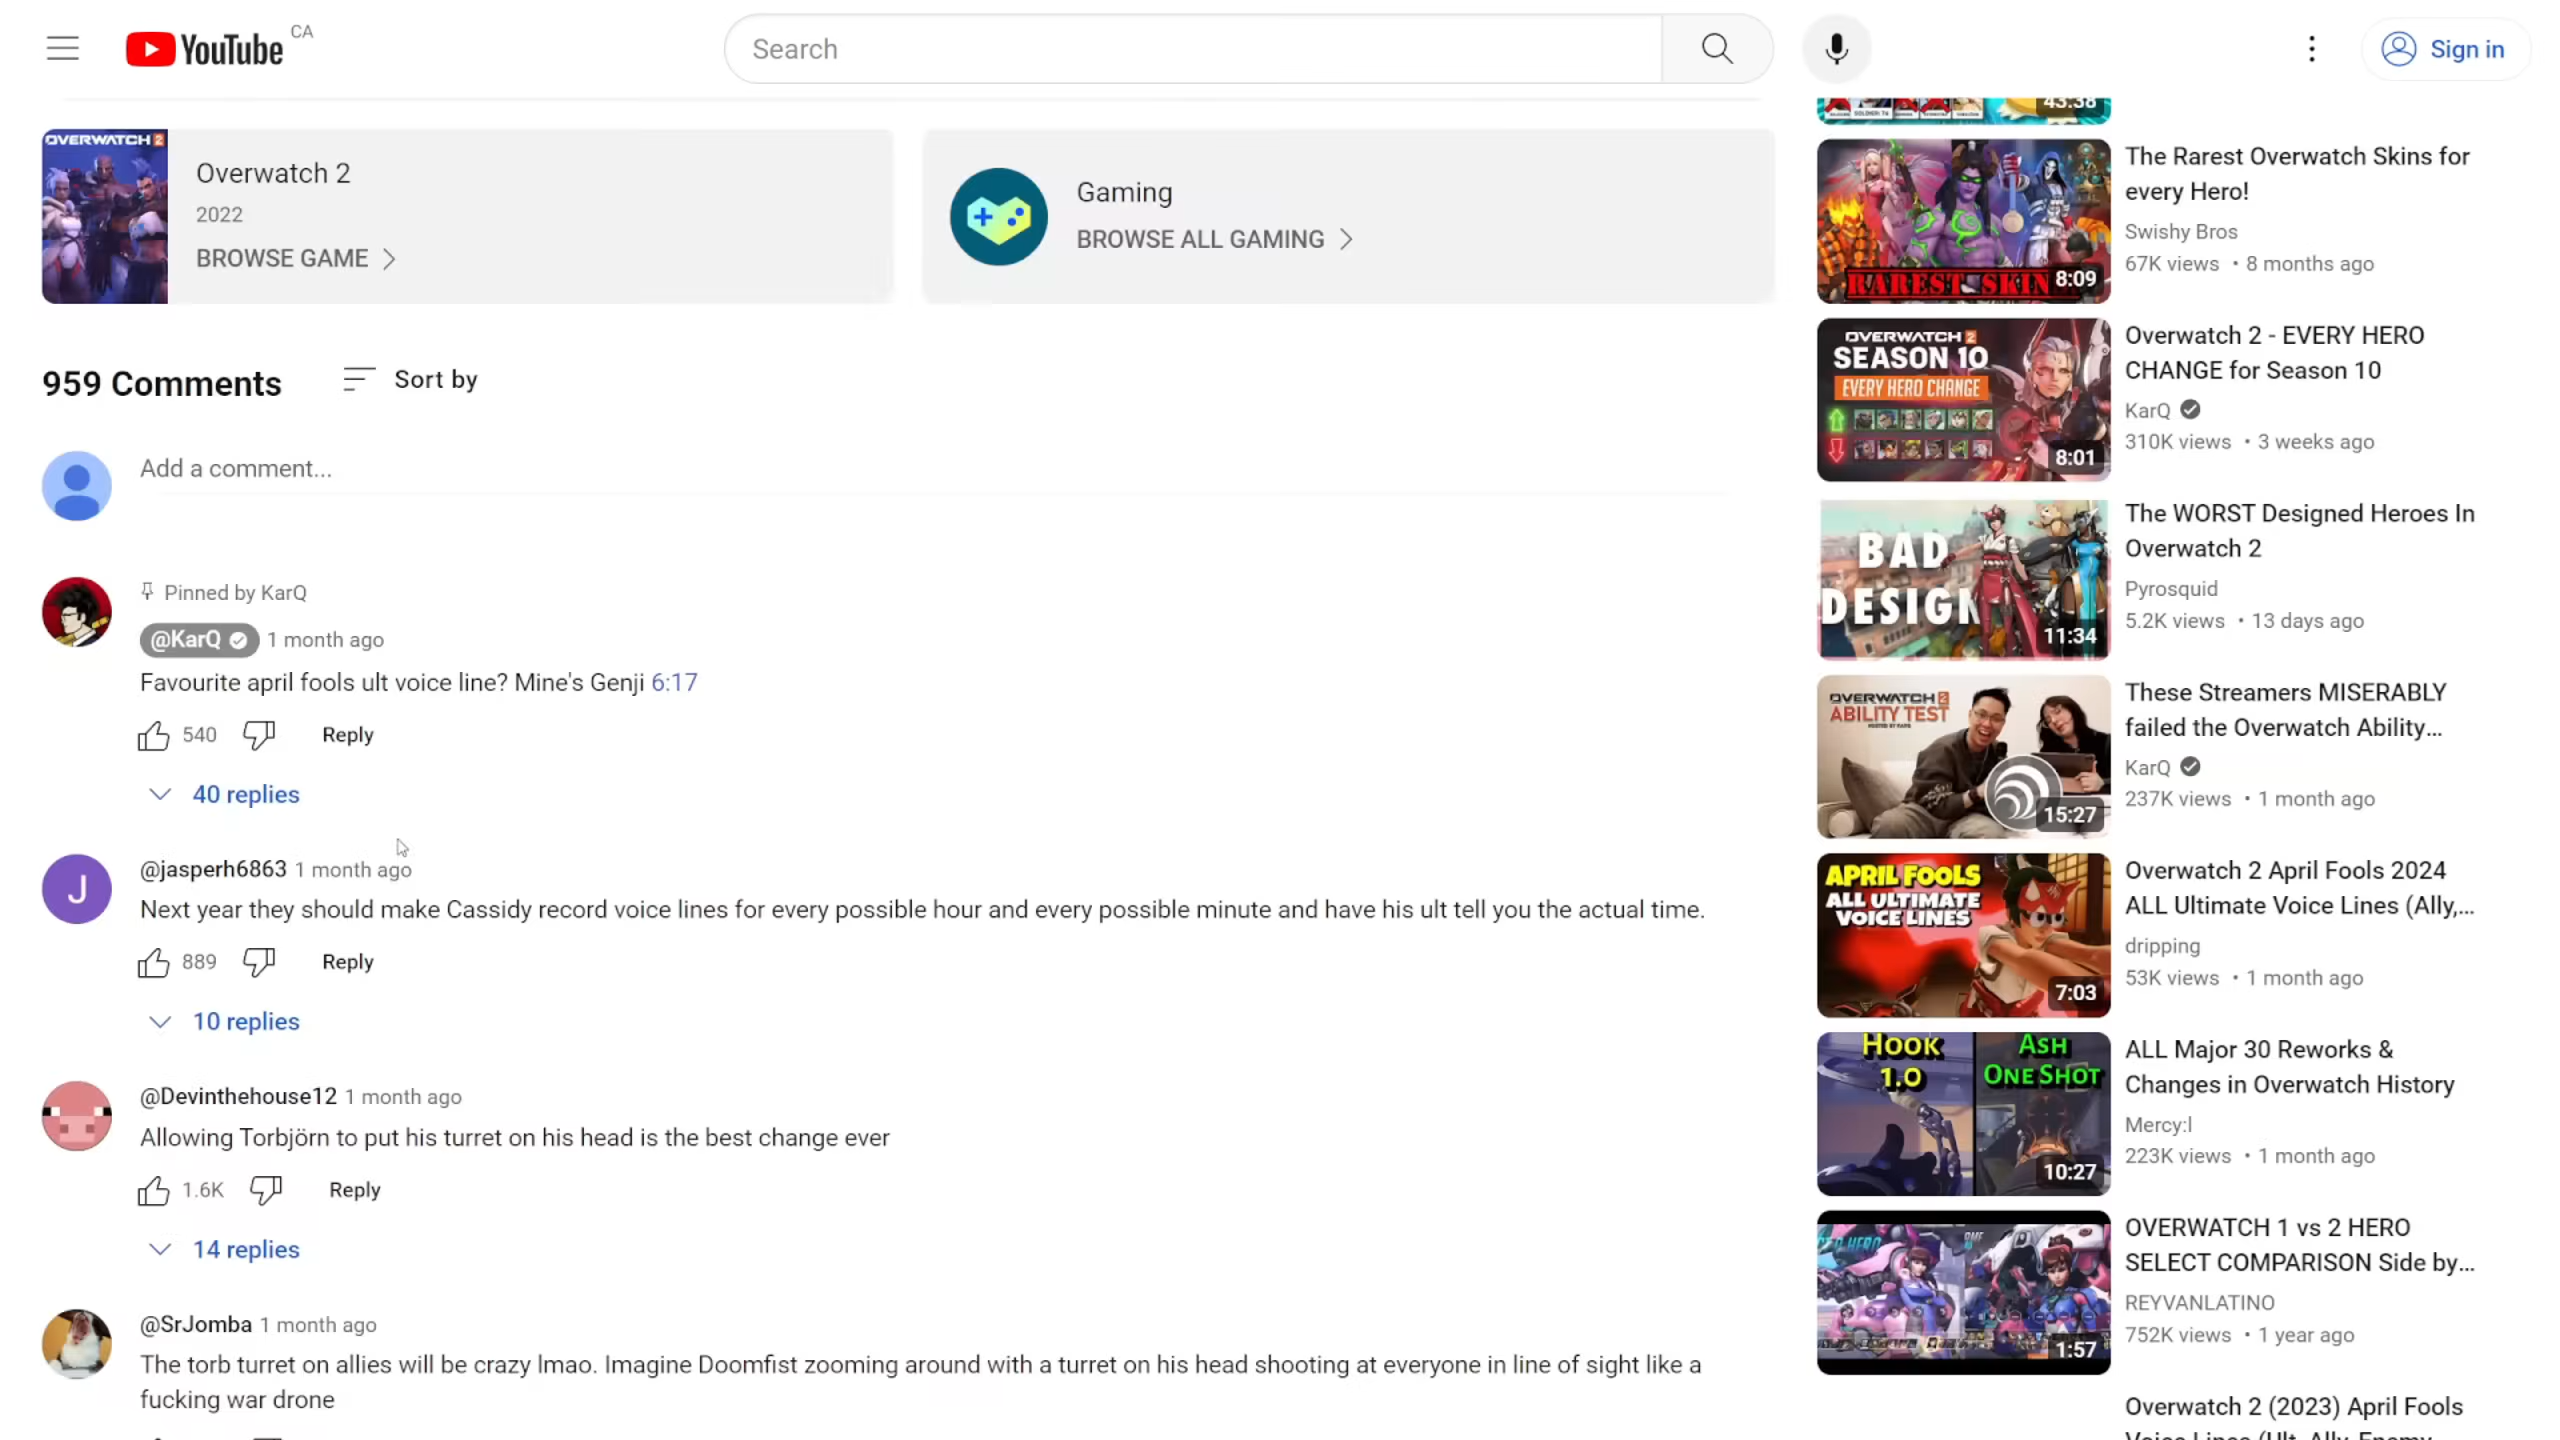 YouTube CA
Search
Sign in
OVERWATCH 2
Overwatch 2
2022
BROWSE GAME
Gaming
BROWSE ALL GAMING
959 Comments
Sort by
Add a comment...
Pinned by KarQ
@KarQ 1 month ago
Favourite april fools ult voice line? Mine's Genji 6:17
540
Reply
40 replies
J
@jasperh6863 1 month ago
Next year they should make Cassidy record voice lines for every possible hour and every possible minute and have his ult tell you the actual time.
889
Reply
10 replies
@Devinthehouse12 1 month ago
Allowing Torbjörn to put his turret on his head is the best change ever
1.6K
Reply
14 replies
@SrJomba 1 month ago
The torb turret on allies will be crazy lmao. Imagine Doomfist zooming around with a turret on his head shooting at everyone in line of sight like a
fucking war drone
43:38
RAREST SKIN
8:09
The Rarest Overwatch Skins for
every Hero!
Swishy Bros
67K views • 8 months ago
OVERWATCH 2
SEASON 10
EVERY HERO CHANGE
8:01
Overwatch 2 - EVERY HERO
CHANGE for Season 10
KarQ
310K views • 3 weeks ago
BAD
DESIGN
11:34
The WORST Designed Heroes In
Overwatch 2
Pyrosquid
5.2K views • 13 days ago
OVERWATCH 2
ABILITY TEST
15:27
These Streamers MISERABLY
failed the Overwatch Ability...
KarQ
237K views • 1 month ago
APRIL FOOLS
ALL ULTIMATE
VOICE LINES
7:03
Overwatch 2 April Fools 2024
ALL Ultimate Voice Lines (Ally,...
dripping
53K views • 1 month ago
HOOK
1.0
ASH
ONE SHOT
10:27
ALL Major 30 Reworks &
Changes in Overwatch History
Mercy:l
223K views • 1 month ago
1:57
OVERWATCH 1 vs 2 HERO
SELECT COMPARISON Side by...
REYVANLATINO
752K views • 1 year ago
Overwatch 2 (2023) April Fools
Voice Lines (Ult, Ally, Enemy